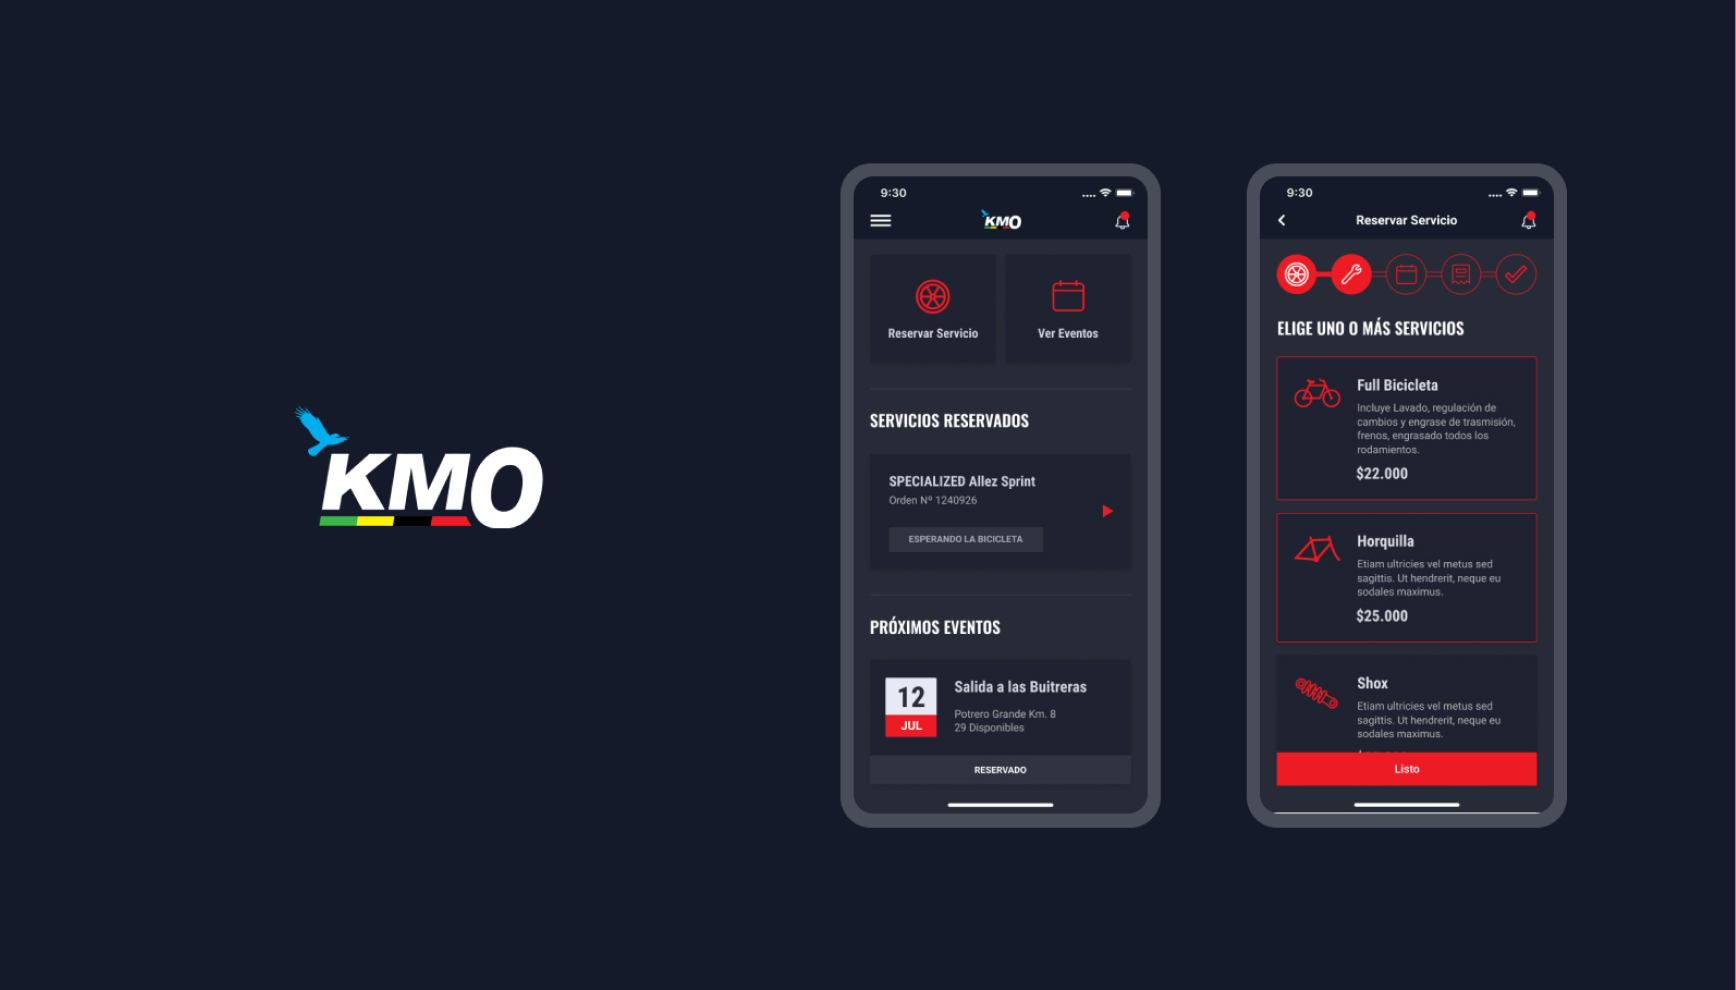 KMO
9:30
KMO
Reservar Servicio
Ver Eventos
SERVICIOS RESERVADOS
SPECIALIZED Allez Sprint
Orden Nº 1240926
ESPERANDO LA BICICLETA
PRÓXIMOS EVENTOS
12
JUL
Salida a las Buitreras
Potrero Grande Km. 8
29 Disponibles
RESERVADO
9:30
Reservar Servicio
ELIGE UNO O MÁS SERVICIOS
Full Bicicleta
Incluye Lavado, regulación de
cambios y engrase de trasmisión,
frenos, engrasado todos los
rodamientos.
$22.000
Horquilla
Etiam ultricies vel metus sed
sagittis. Ut hendrerit, neque eu
sodales maximus.
$25.000
Shox
Etiam ultricies vel metus sed
sagittis. Ut hendrerit, neque eu
sodales maximus.
Listo